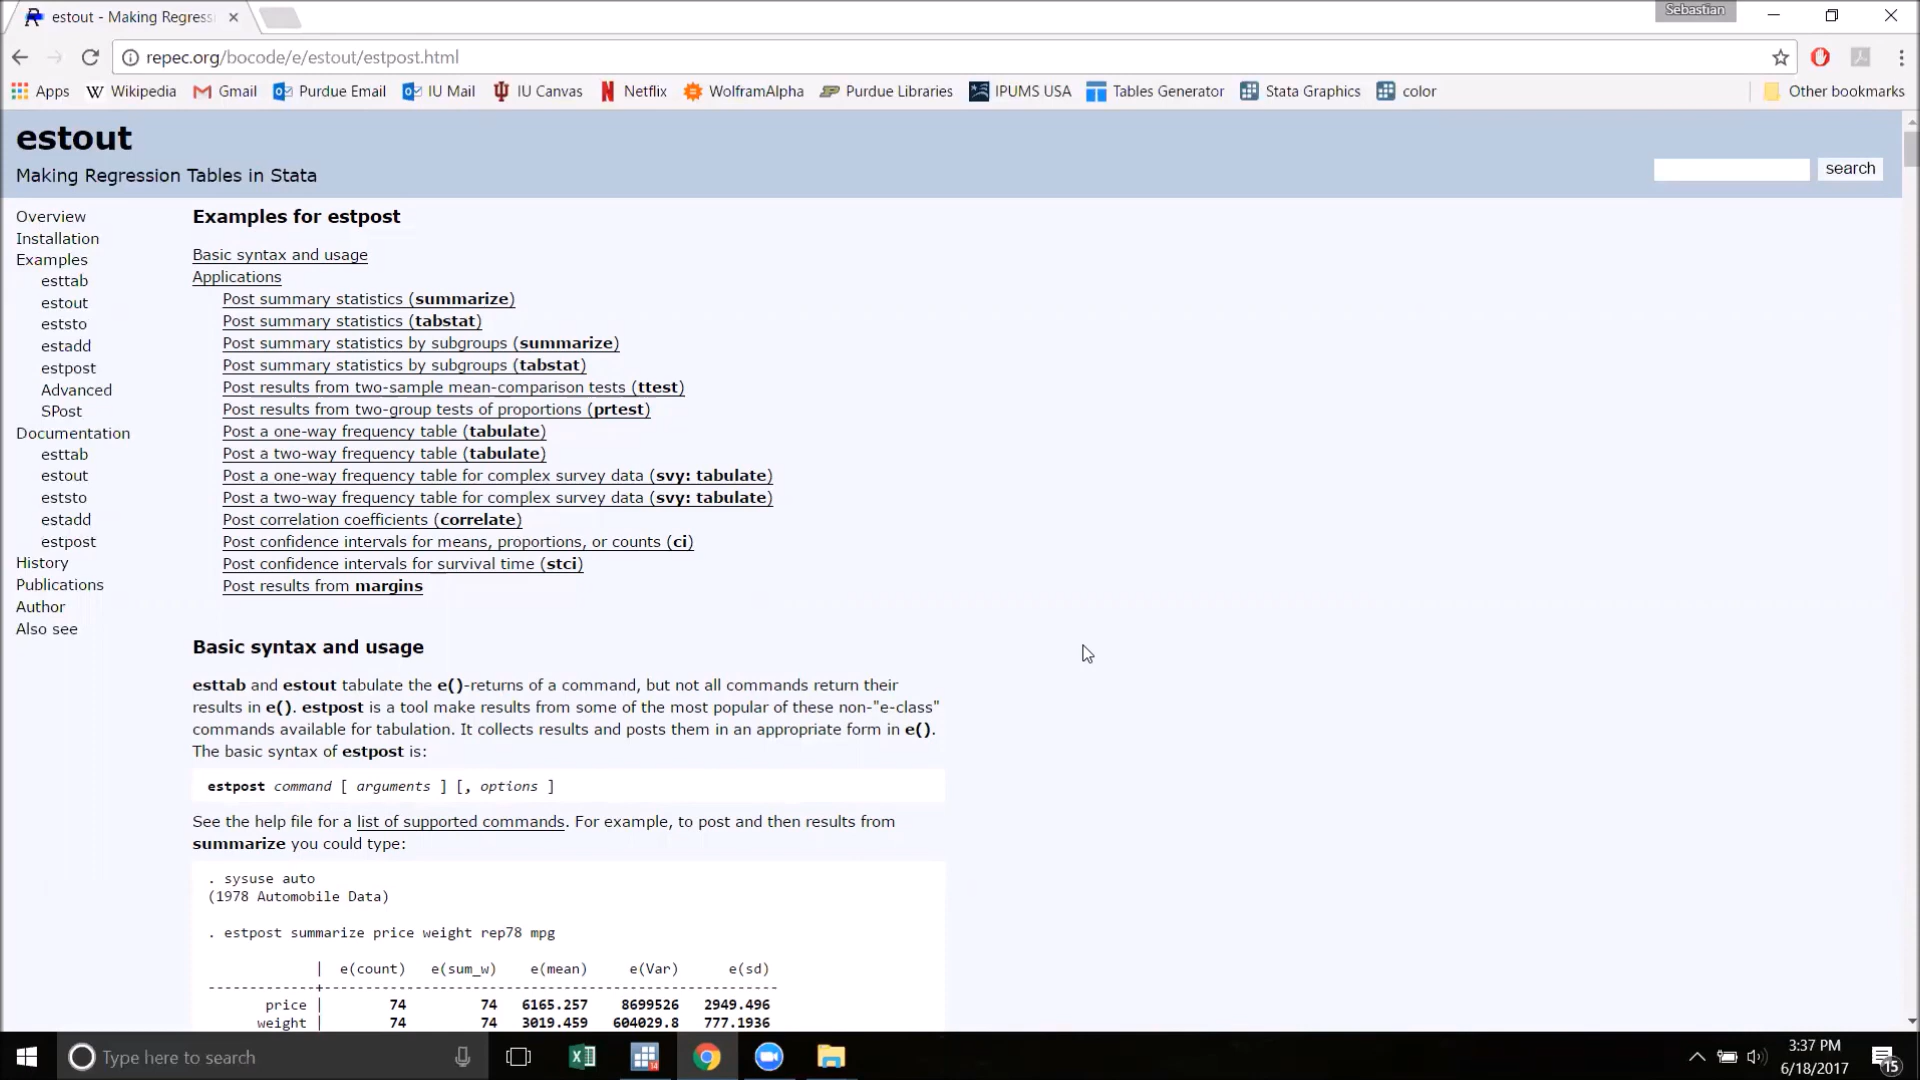 estout - Making Regress
Sebastian
repec.org/bocode/e/estout/estpost.html
Apps Wikipedia Gmail Purdue Email IU Mail IU Canvas Netflix WolframAlpha Purdue Libraries IPUMS USA Tables Generator Stata Graphics color Other bookmarks
estout
Making Regression Tables in Stata
search
Overview
Installation
Examples
esttab
estout
eststo
estadd
estpost
Advanced
SPost
Documentation
esttab
estout
eststo
estadd
estpost
History
Publications
Author
Also see
Examples for estpost
Basic syntax and usage
Applications
Post summary statistics (summarize)
Post summary statistics (tabstat)
Post summary statistics by subgroups (summarize)
Post summary statistics by subgroups (tabstat)
Post results from two-sample mean-comparison tests (ttest)
Post results from two-group tests of proportions (prtest)
Post a one-way frequency table (tabulate)
Post a two-way frequency table (tabulate)
Post a one-way frequency table for complex survey data (svy: tabulate)
Post a two-way frequency table for complex survey data (svy: tabulate)
Post correlation coefficients (correlate)
Post confidence intervals for means, proportions, or counts (ci)
Post confidence intervals for survival time (stci)
Post results from margins
Basic syntax and usage
esttab and estout tabulate the e()-returns of a command, but not all commands return their
results in e(). estpost is a tool make results from some of the most popular of these non-"e-class"
commands available for tabulation. It collects results and posts them in an appropriate form in e().
The basic syntax of estpost is:
estpost command [ arguments ] [, options ]
See the help file for a list of supported commands. For example, to post and then results from
summarize you could type:
. sysuse auto
(1978 Automobile Data)
. estpost summarize price weight rep78 mpg
| e(count) e(sum_w) e(mean) e(Var) e(sd)
-------------+-------------------------------------------------------
price | 74 74 6165.257 8699526 2949.496
weight | 74 74 3019.459 604029.8 777.1936
Type here to search
14
3:37 PM
6/18/2017
15